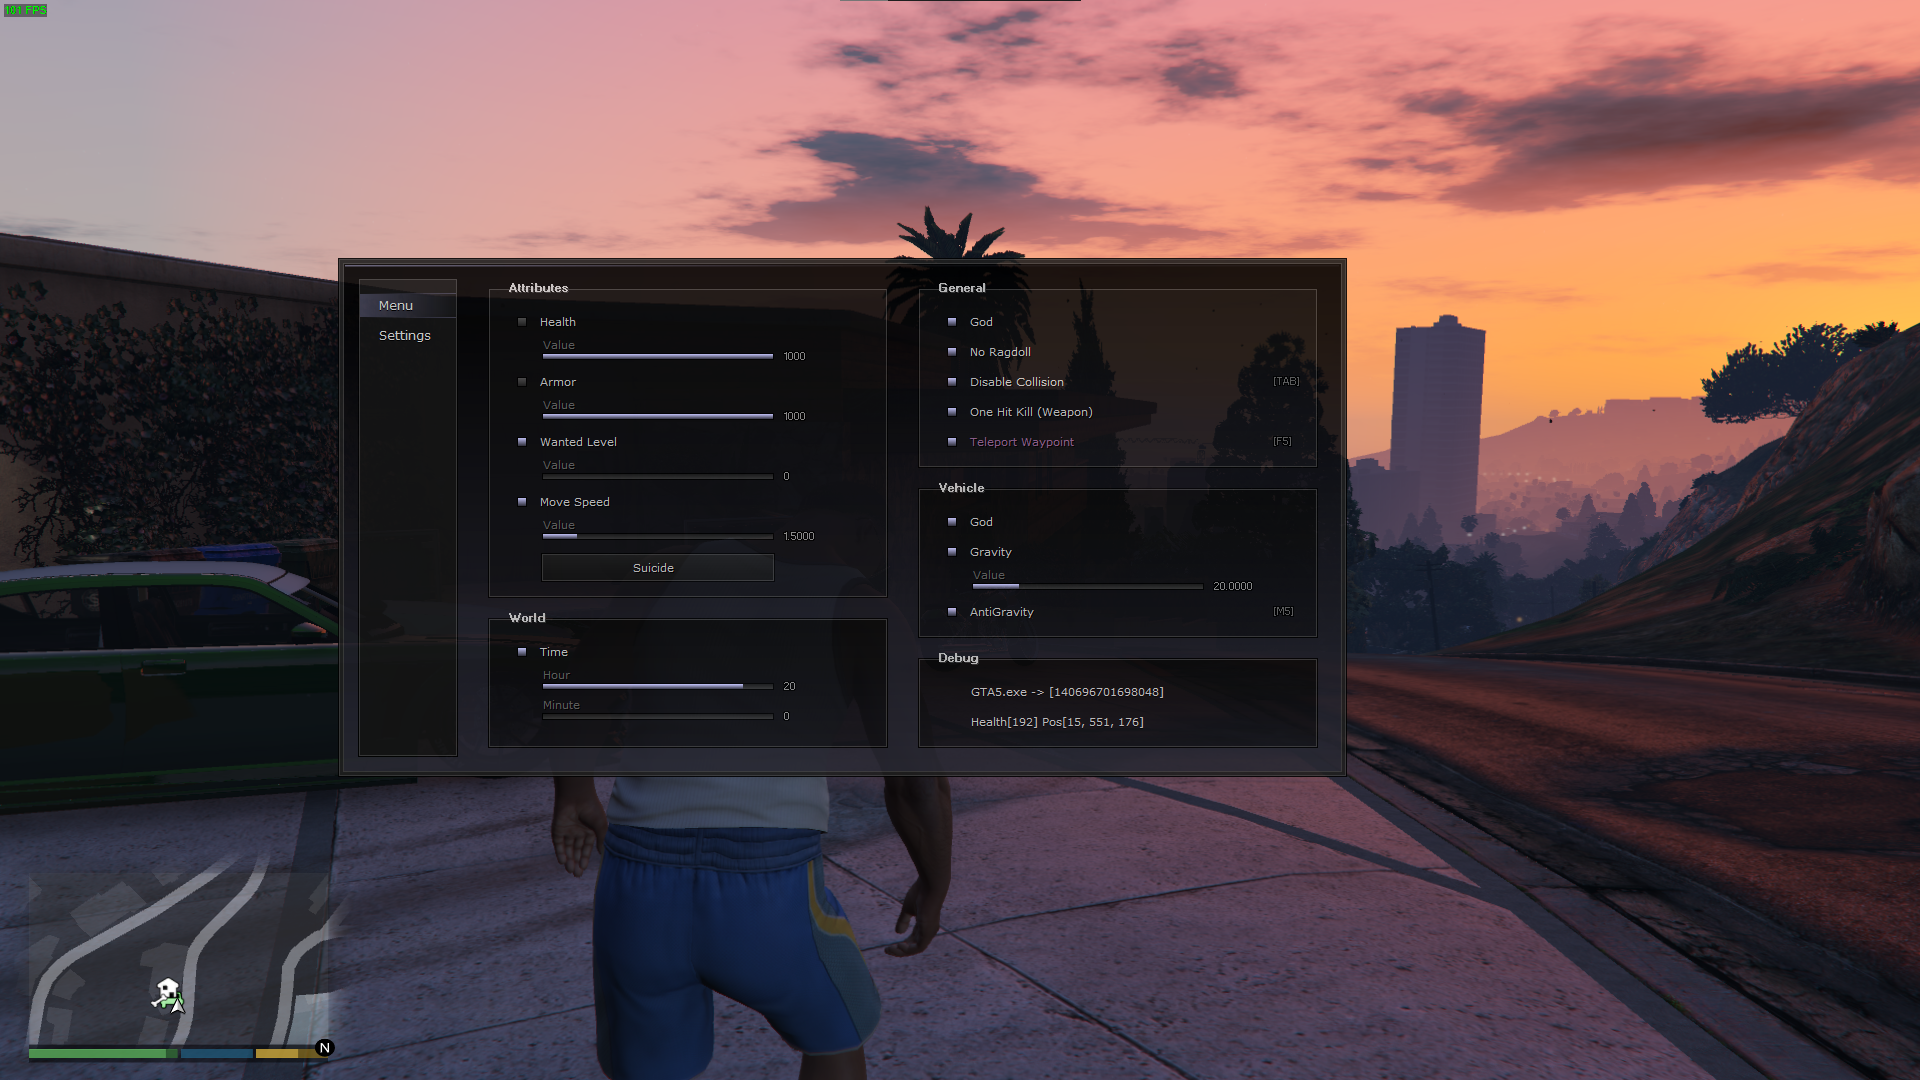 101 FPS
Menu
Settings
Attributes
Health
Value
1000
Armor
Value
1000
Wanted Level
Value
0
Move Speed
Value
1.5000
Suicide
World
Time
Hour
20
Minute
0
General
God
No Ragdoll
Disable Collision [TAB]
One Hit Kill (Weapon)
Teleport Waypoint [F5]
Vehicle
God
Gravity
Value
20.0000
AntiGravity [M5]
Debug
GTA5.exe -> [140696701698048]
Health[192] Pos[15, 551, 176]
N